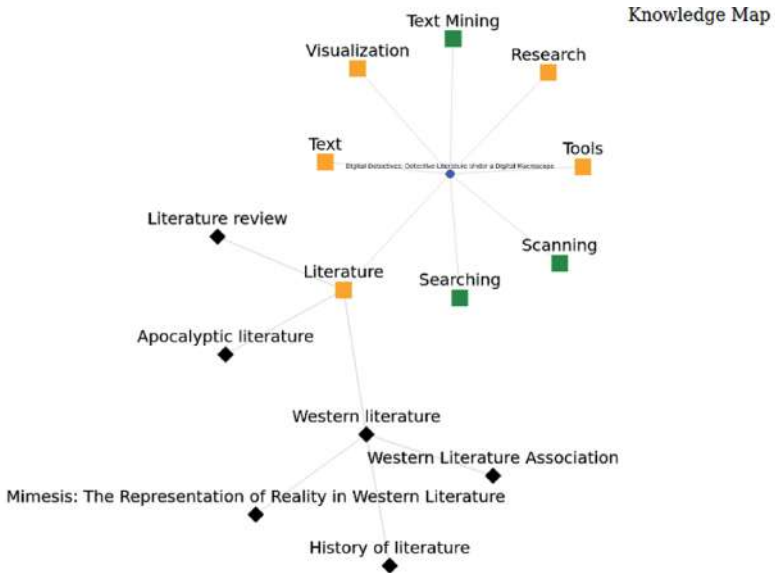 Knowledge Map
Text Mining
Visualization
Research
Text
Digital Detectives: Detective Literature under a Digital Macroscope
Tools
Literature review
Scanning
Literature
Searching
Apocalyptic literature
Western literature
Western Literature Association
Mimesis: The Representation of Reality in Western Literature
History of literature